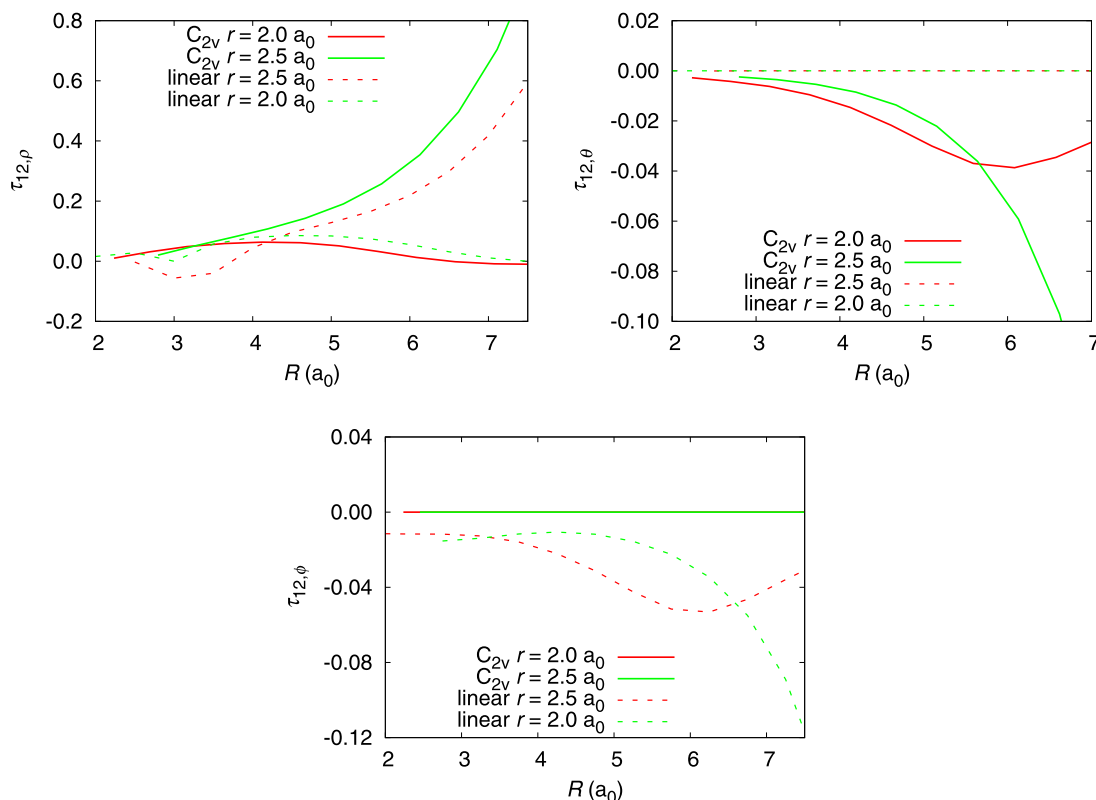 τ12,ρ
0.8
0.6
0.4
0.2
0.0
-0.2
C2v r = 2.0 a0
C2v r = 2.5 a0
linear r = 2.5 a0
linear r = 2.0 a0
2 3 4 5 6 7
R (a0)
τ12,θ
0.02
0.00
-0.02
-0.04
-0.06
-0.08
-0.10
C2v r = 2.0 a0
C2v r = 2.5 a0
linear r = 2.5 a0
linear r = 2.0 a0
2 3 4 5 6 7
R (a0)
τ12,ϕ
0.04
0.00
-0.04
-0.08
-0.12
C2v r = 2.0 a0
C2v r = 2.5 a0
linear r = 2.5 a0
linear r = 2.0 a0
2 3 4 5 6 7
R (a0)